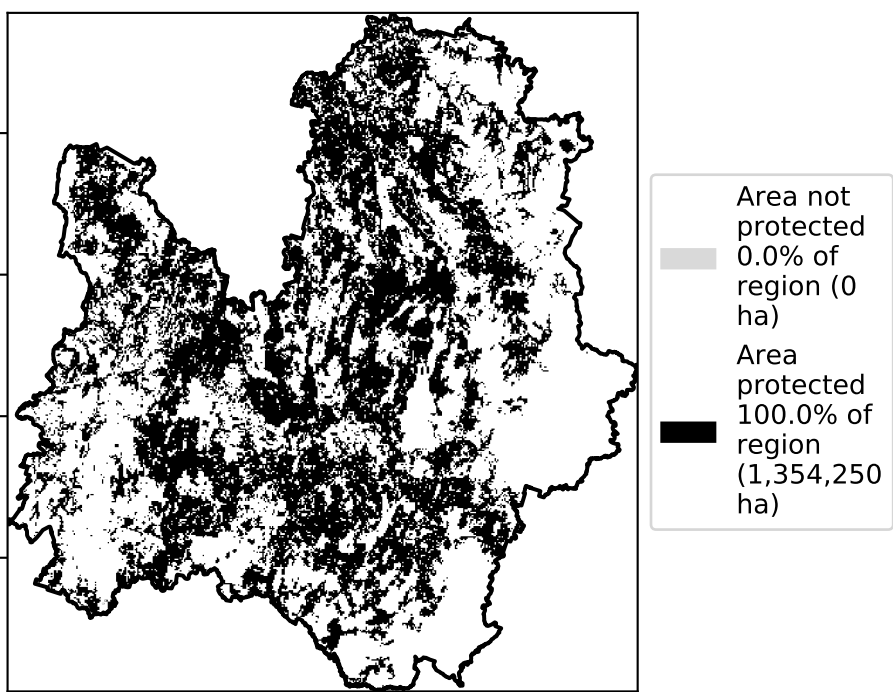 Area not
protected
0.0% of
region (0
ha)
Area
protected
100.0% of
region
(1,354,250
ha)